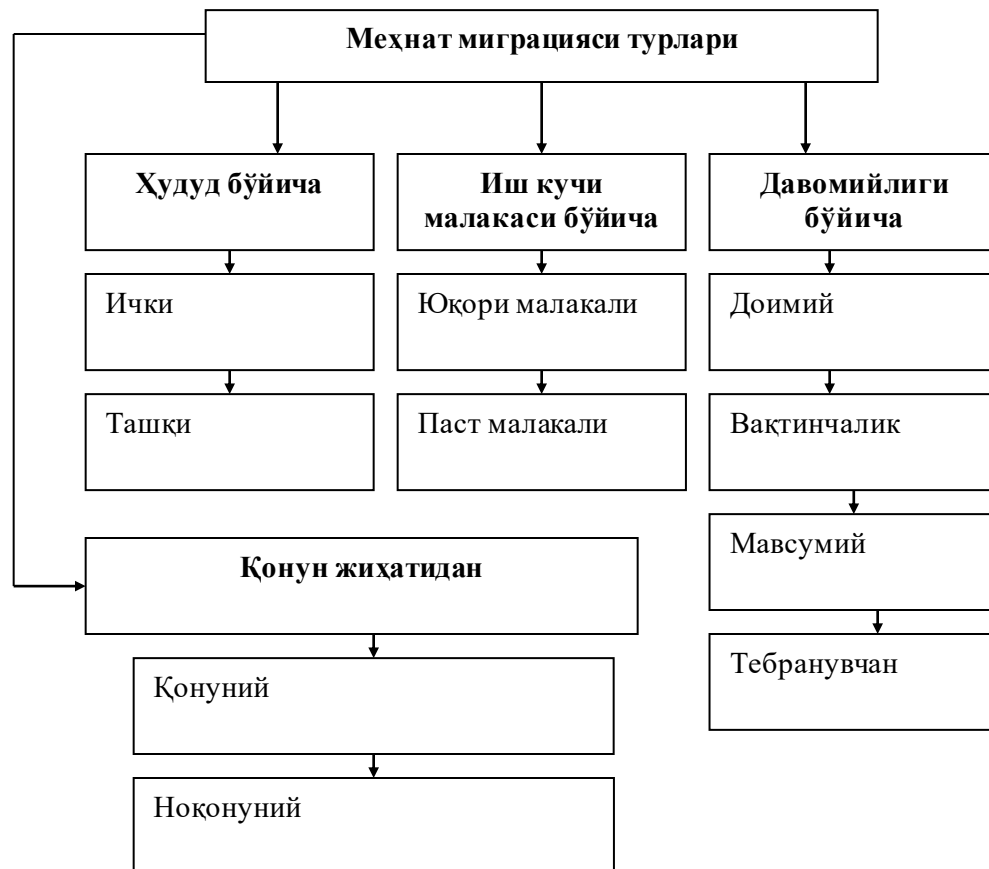 Меҳнат миграцияси турлари
Ҳудуд бўйича
Ички
Ташқи
Иш кучи
малакаси бўйича
Юқори малакали
Паст малакали
Давомийлиги
бўйича
Доимий
Вақтинчалик
Мавсумий
Тебранувчан
Қонун жиҳатидан
Қонуний
Ноқонуний